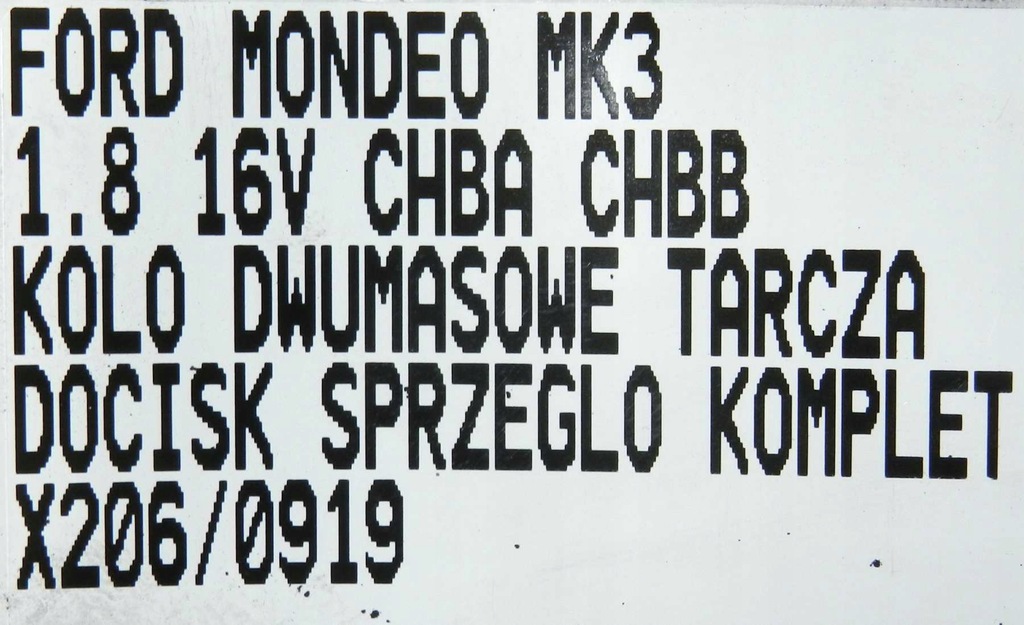 FORD MONDEO MK3
1.8 16V CHBA CHBB
KOLO DWUMASOWE TARCZA
DOCISK SPRZEGLO KOMPLET
X206/0919